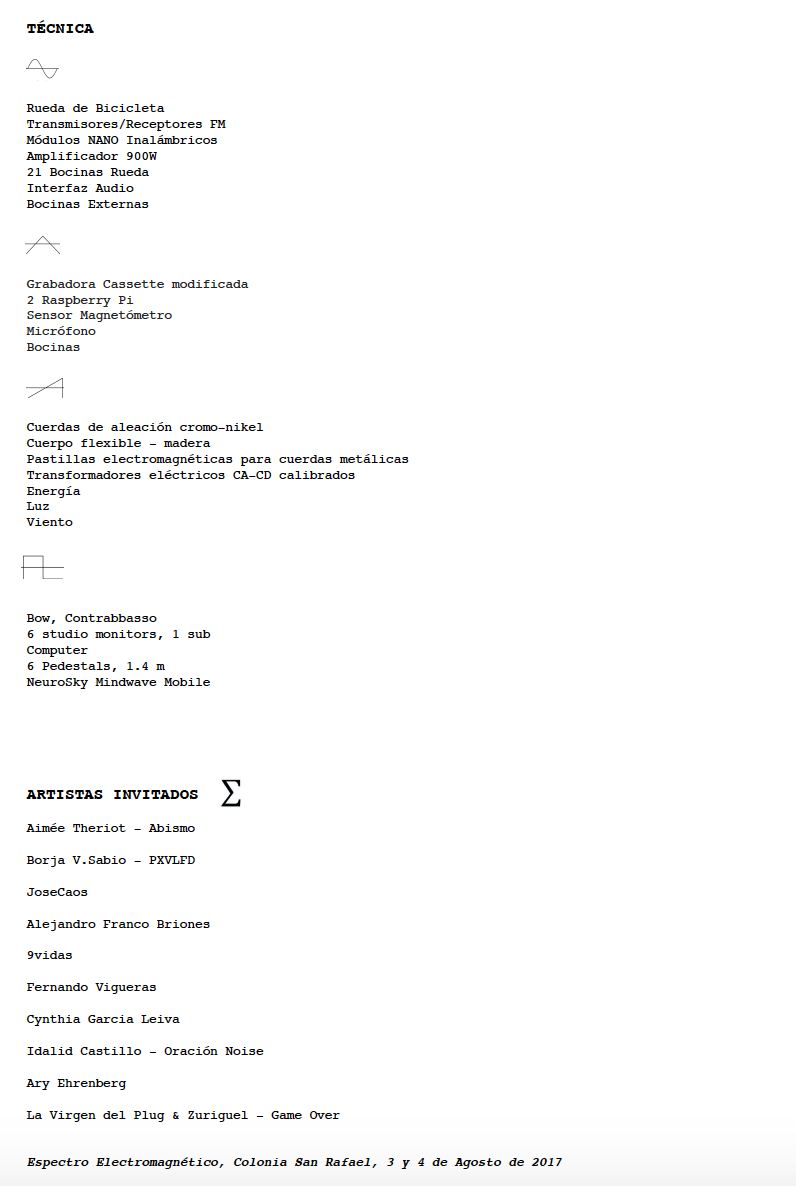 TÉCNICA
Rueda de Bicicleta
Transmisores/Receptores FM
Módulos NANO Inalámbricos
Amplificador 900W
21 Bocinas Rueda
Interfaz Audio
Bocinas Externas
Grabadora Cassette modificada
2 Raspberry Pi
Sensor Magnetómetro
Micrófono
Bocinas
Cuerdas de aleación cromo-nikel
Cuerpo flexible - madera
Pastillas electromagnéticas para cuerdas metálicas
Transformadores eléctricos CA-CD calibrados
Energía
Luz
Viento
Bow, Contrabbasso
6 studio monitors, 1 sub
Computer
6 Pedestals, 1.4 m
NeuroSky Mindwave Mobile
ARTISTAS INVITADOS Σ
Aimée Theriot - Abismo
Borja V.Sabio - PXVLFD
JoseCaos
Alejandro Franco Briones
9vidas
Fernando Vigueras
Cynthia Garcia Leiva
Idalid Castillo - Oración Noise
Ary Ehrenberg
La Virgen del Plug & Zuriguel - Game Over
Espectro Electromagnético, Colonia San Rafael, 3 y 4 de Agosto de 2017